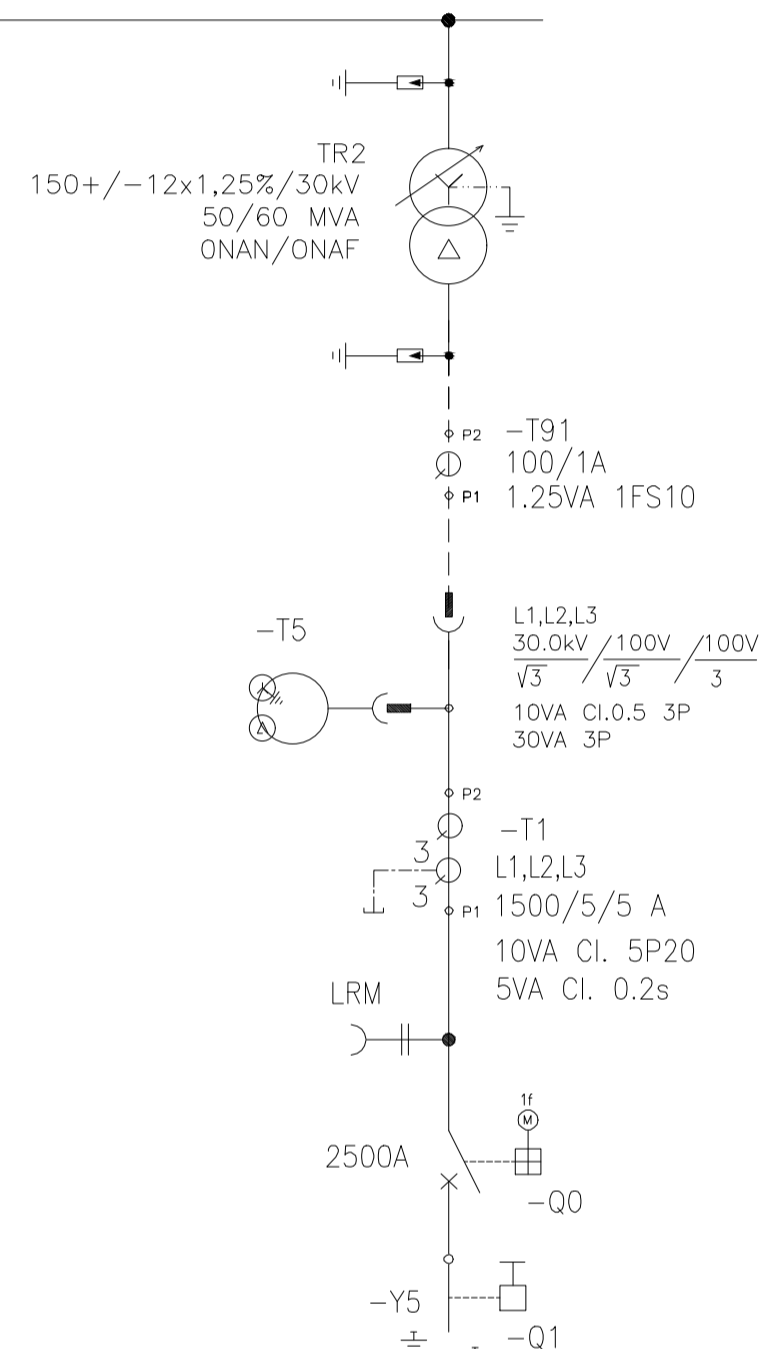 TR2
150+/-12x1,25%/30kV
50/60 MVA
ONAN/ONAF
P2
-T91
100/1A
P1
1.25VA 1FS10
-T5
L1,L2,L3
30.0kV/√3 / 100V/√3 / 100V/3
10VA Cl.0.5 3P
30VA 3P
P2
-T1
3
L1,L2,L3
3
P1
1500/5/5 A
10VA Cl. 5P20
5VA Cl. 0.2s
LRM
1f
M
2500A
-Q0
-Y5
-Q1